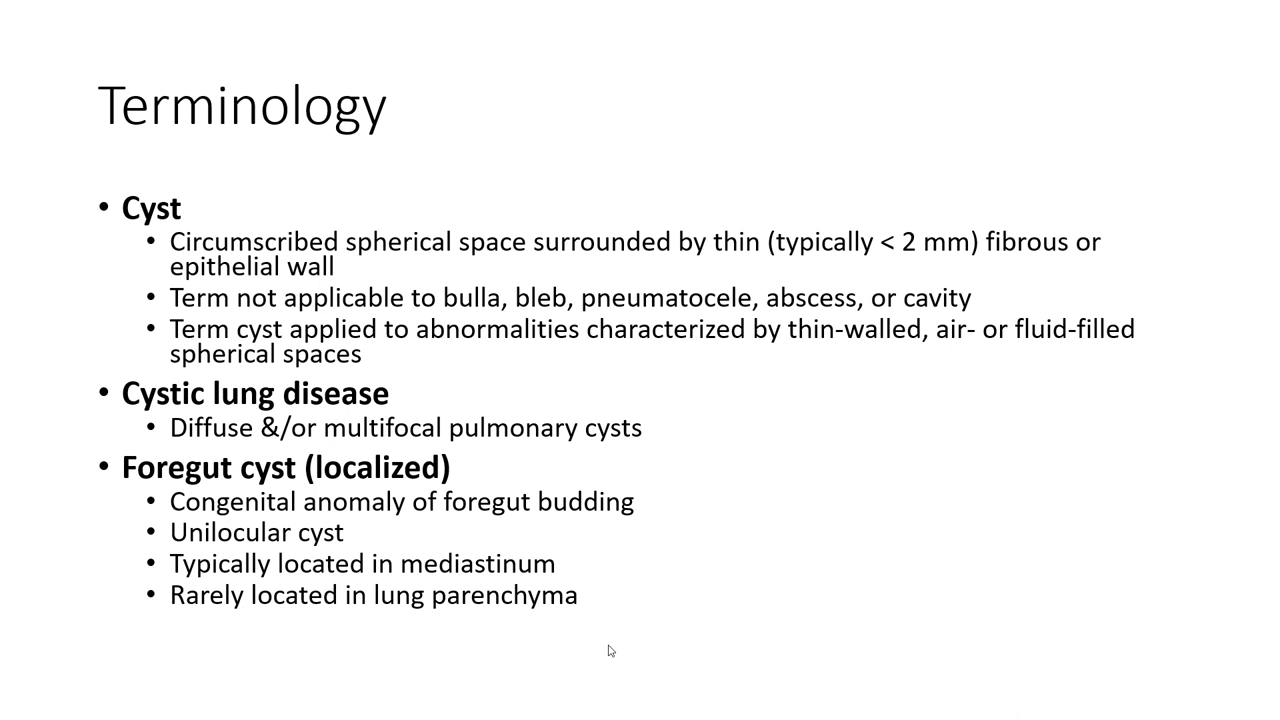 Terminology
• Cyst
• Circumscribed spherical space surrounded by thin (typically < 2 mm) fibrous or
epithelial wall
• Term not applicable to bulla, bleb, pneumatocele, abscess, or cavity
• Term cyst applied to abnormalities characterized by thin-walled, air- or fluid-filled
spherical spaces
• Cystic lung disease
• Diffuse &/or multifocal pulmonary cysts
• Foregut cyst (localized)
• Congenital anomaly of foregut budding
• Unilocular cyst
• Typically located in mediastinum
• Rarely located in lung parenchyma